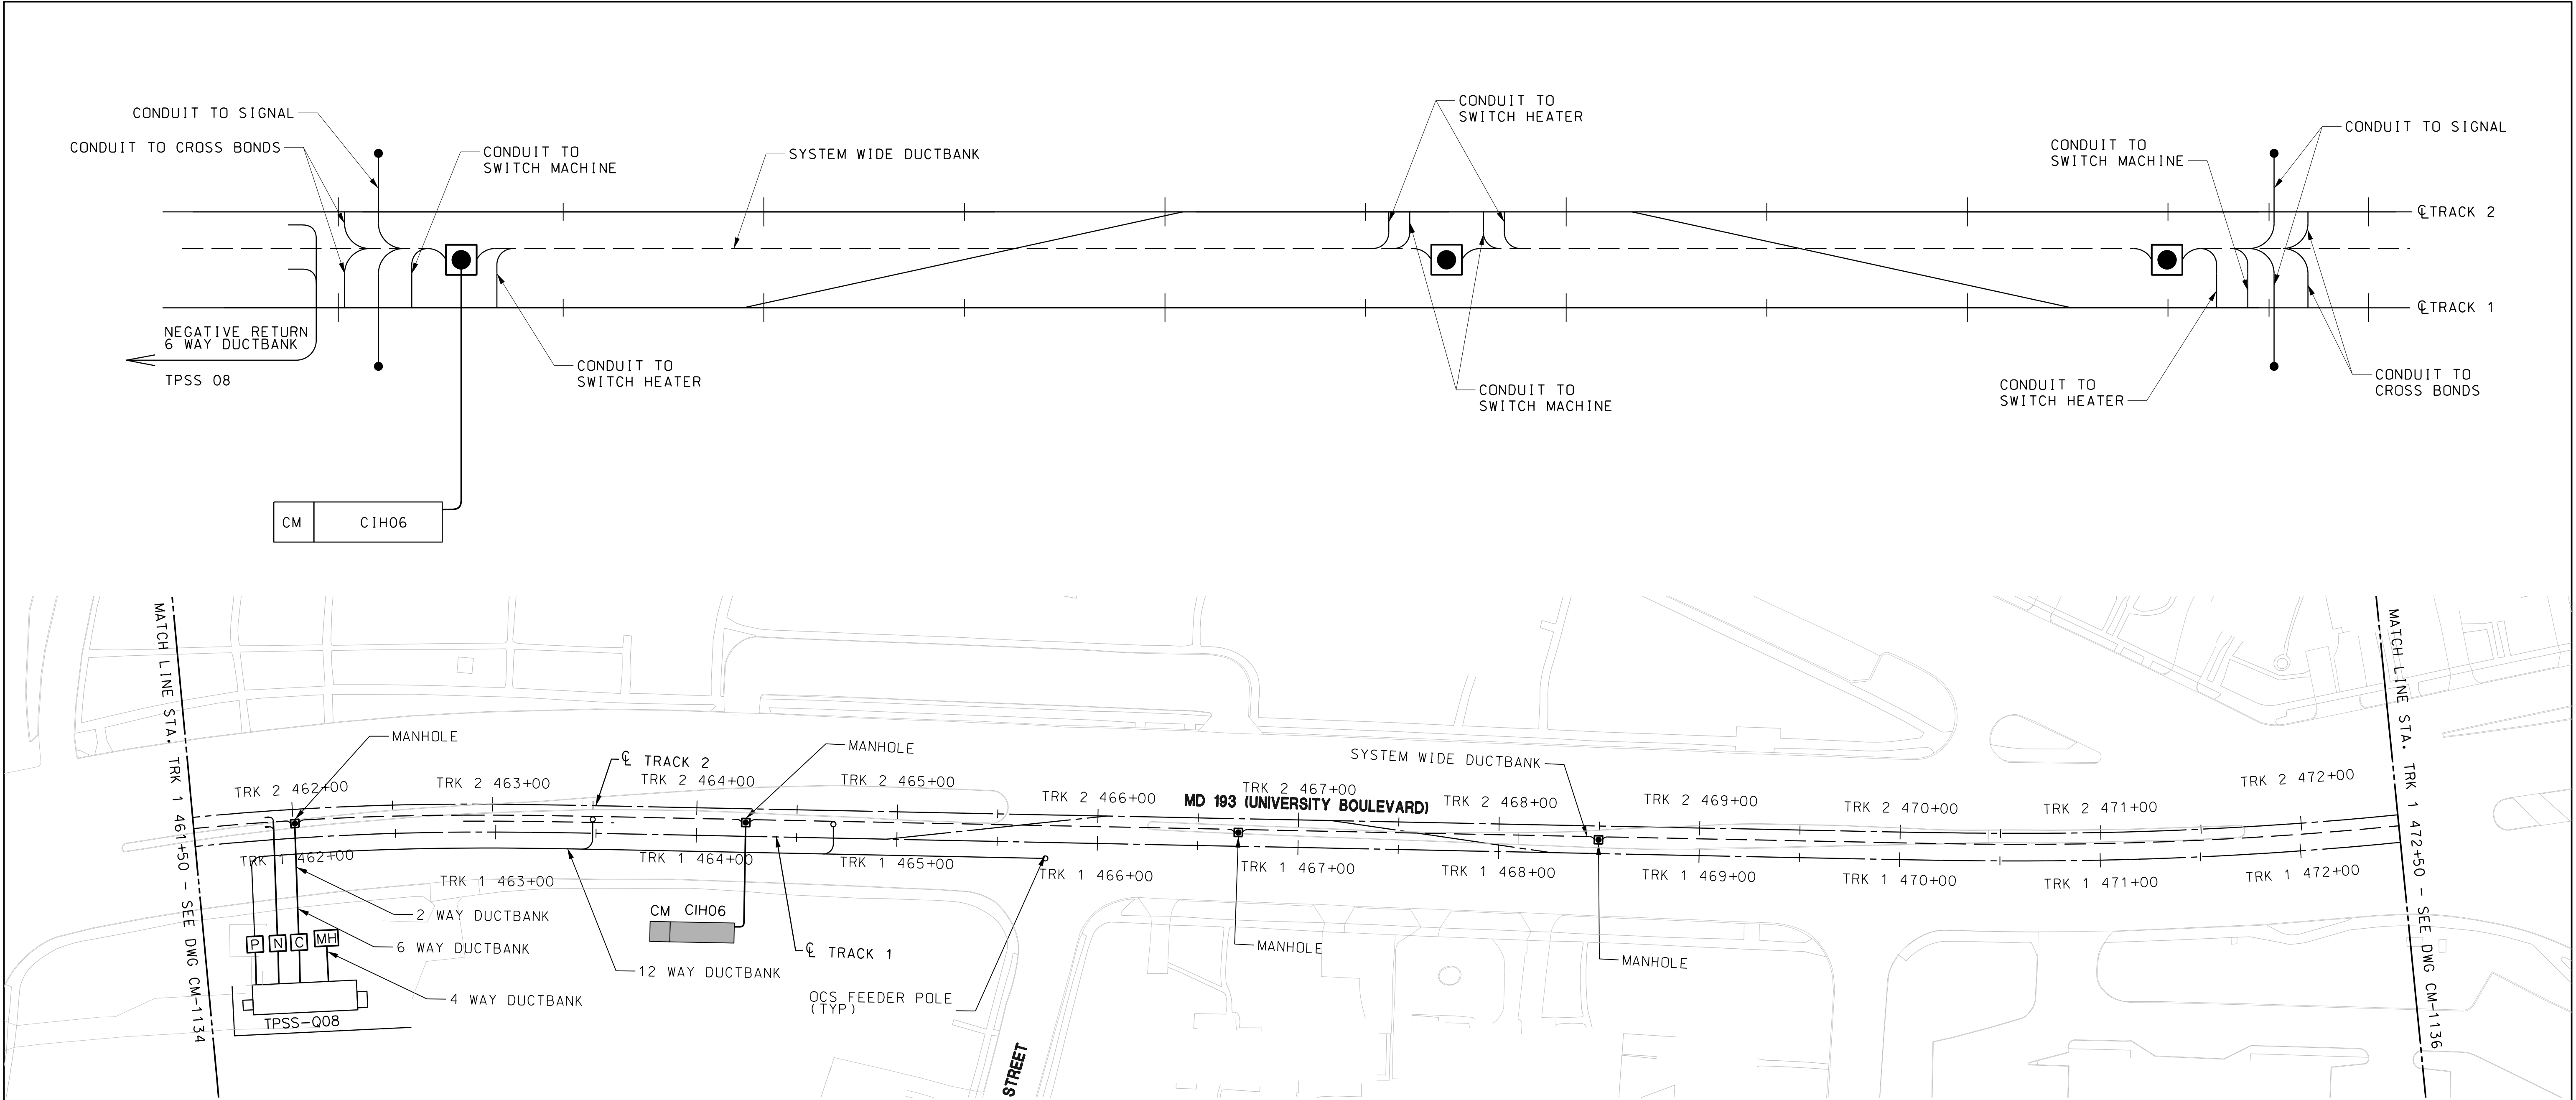 CONDUIT TO SIGNAL
CONDUIT TO CROSS BONDS
CONDUIT TO
SWITCH MACHINE
SYSTEM WIDE DUCTBANK
CONDUIT TO
SWITCH HEATER
CONDUIT TO
SWITCH MACHINE
CONDUIT TO SIGNAL
℄ TRACK 2
℄ TRACK 1
NEGATIVE RETURN
6 WAY DUCTBANK
TPSS 08
CONDUIT TO
SWITCH HEATER
CONDUIT TO
SWITCH MACHINE
CONDUIT TO
SWITCH HEATER
CONDUIT TO
CROSS BONDS
CM
CIH06
MATCH LINE STA. TRK 1 461+50 - SEE DWG CM-1134
MATCH LINE STA. TRK 1 472+50 - SEE DWG CM-1136
MANHOLE
℄ TRACK 2
MANHOLE
SYSTEM WIDE DUCTBANK
TRK 2 462+00
TRK 2 463+00
TRK 2 464+00
TRK 2 465+00
TRK 2 466+00
TRK 2 467+00
TRK 2 468+00
TRK 2 469+00
TRK 2 470+00
TRK 2 471+00
TRK 2 472+00
MD 193 (UNIVERSITY BOULEVARD)
TRK 1 462+00
TRK 1 463+00
TRK 1 464+00
TRK 1 465+00
TRK 1 466+00
TRK 1 467+00
TRK 1 468+00
TRK 1 469+00
TRK 1 470+00
TRK 1 471+00
TRK 1 472+00
2 WAY DUCTBANK
CM CIH06
P
N
C
MH
6 WAY DUCTBANK
℄ TRACK 1
MANHOLE
MANHOLE
12 WAY DUCTBANK
4 WAY DUCTBANK
OCS FEEDER POLE
(TYP)
TPSS-Q08
STREET